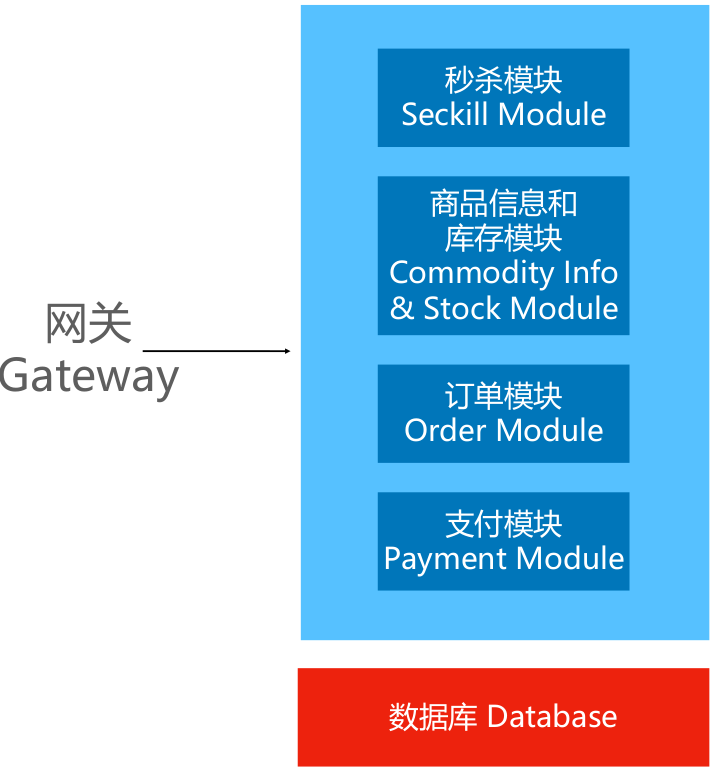 秒杀模块
Seckill Module
商品信息和
库存模块
Commodity Info
& Stock Module
网关
Gateway
订单模块
Order Module
支付模块
Payment Module
数据库 Database